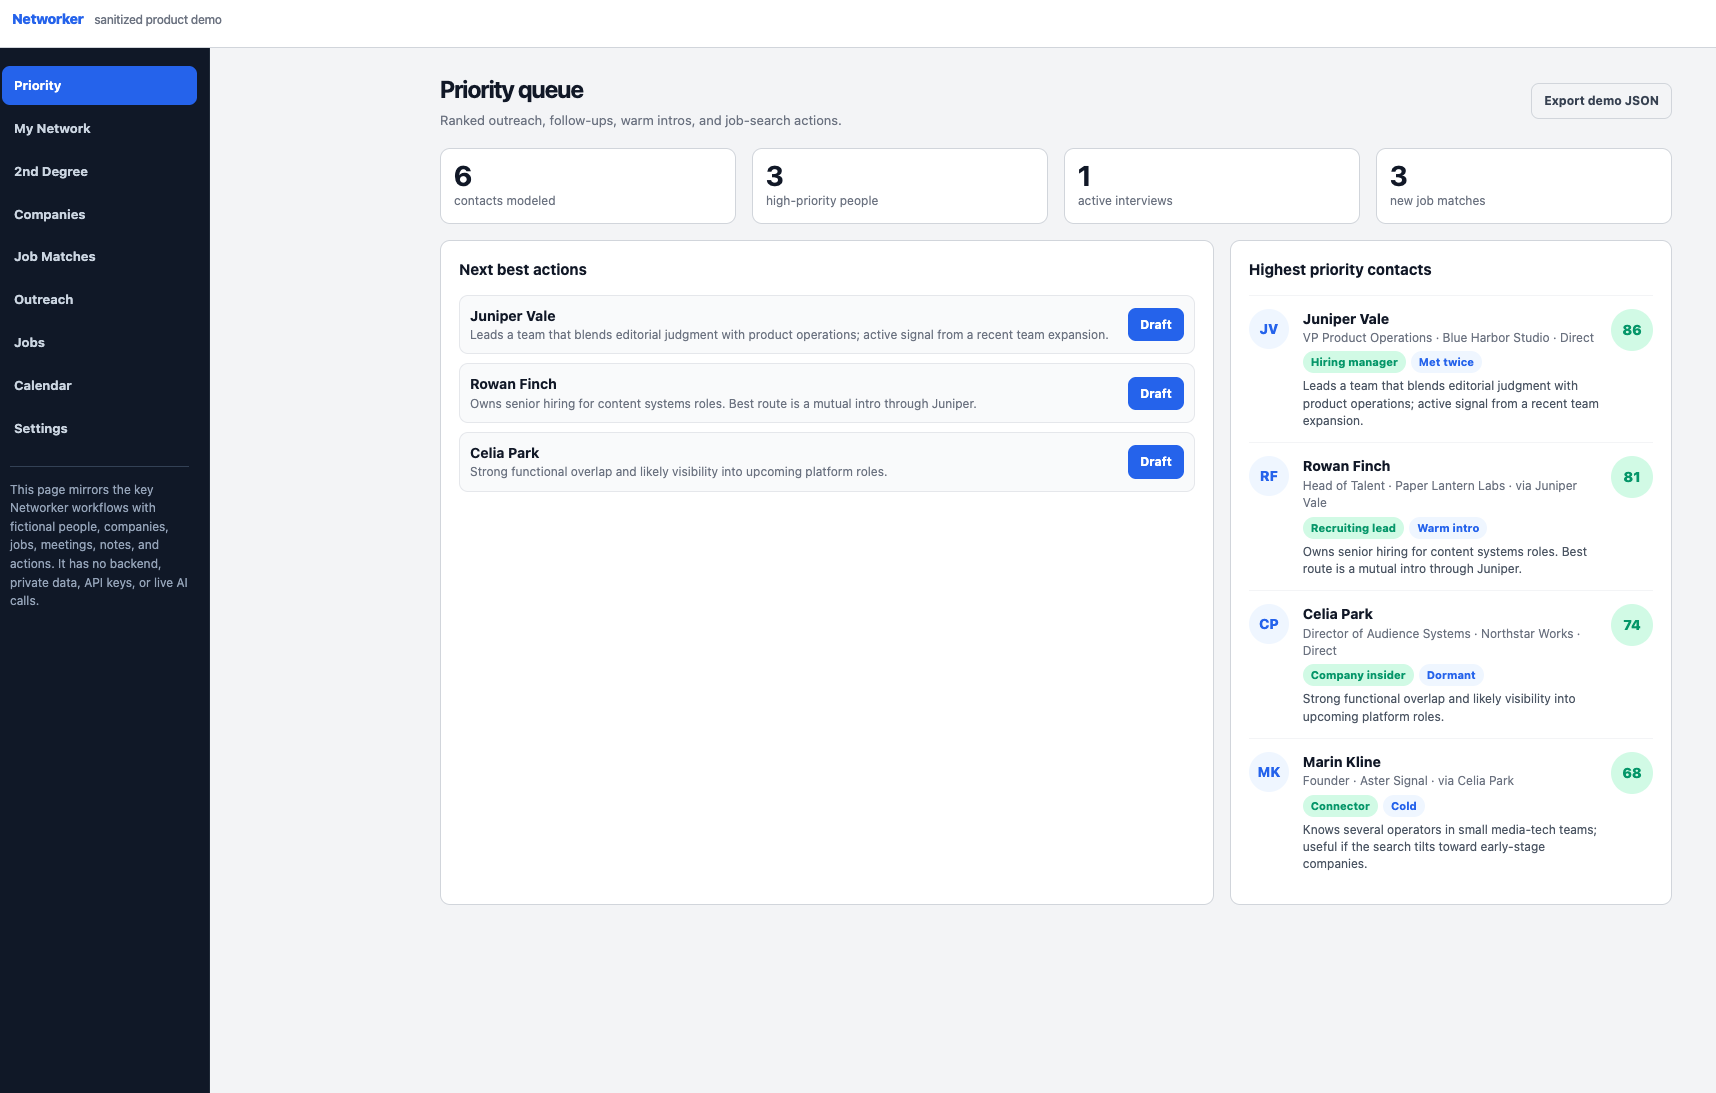 Networker sanitized product demo
Priority
My Network
2nd Degree
Companies
Job Matches
Outreach
Jobs
Calendar
Settings
This page mirrors the key
Networker workflows with
fictional people, companies,
jobs, meetings, notes, and
actions. It has no backend,
private data, API keys, or live AI
calls.
Priority queue
Ranked outreach, follow-ups, warm intros, and job-search actions.
Export demo JSON
6
contacts modeled
3
high-priority people
1
active interviews
3
new job matches
Next best actions
Juniper Vale
Leads a team that blends editorial judgment with product operations; active signal from a recent team expansion.
Draft
Rowan Finch
Owns senior hiring for content systems roles. Best route is a mutual intro through Juniper.
Draft
Celia Park
Strong functional overlap and likely visibility into upcoming platform roles.
Draft
Highest priority contacts
JV
Juniper Vale
VP Product Operations · Blue Harbor Studio · Direct
Hiring manager Met twice
Leads a team that blends editorial judgment with
product operations; active signal from a recent team
expansion.
86
RF
Rowan Finch
Head of Talent · Paper Lantern Labs · via Juniper
Vale
Recruiting lead Warm intro
Owns senior hiring for content systems roles. Best
route is a mutual intro through Juniper.
81
CP
Celia Park
Director of Audience Systems · Northstar Works ·
Direct
Company insider Dormant
Strong functional overlap and likely visibility into
upcoming platform roles.
74
MK
Marin Kline
Founder · Aster Signal · via Celia Park
Connector Cold
Knows several operators in small media-tech teams;
useful if the search tilts toward early-stage
companies.
68